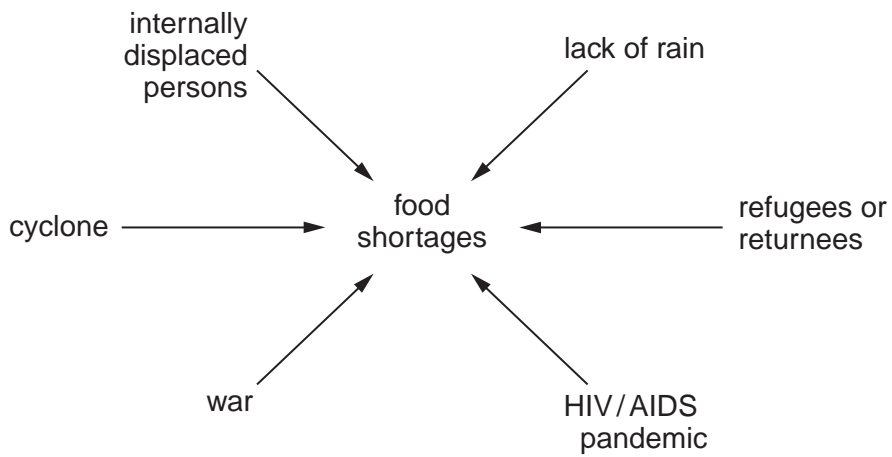 internally
displaced
persons
lack of rain
cyclone
food
shortages
refugees or
returnees
war
HIV/AIDS
pandemic